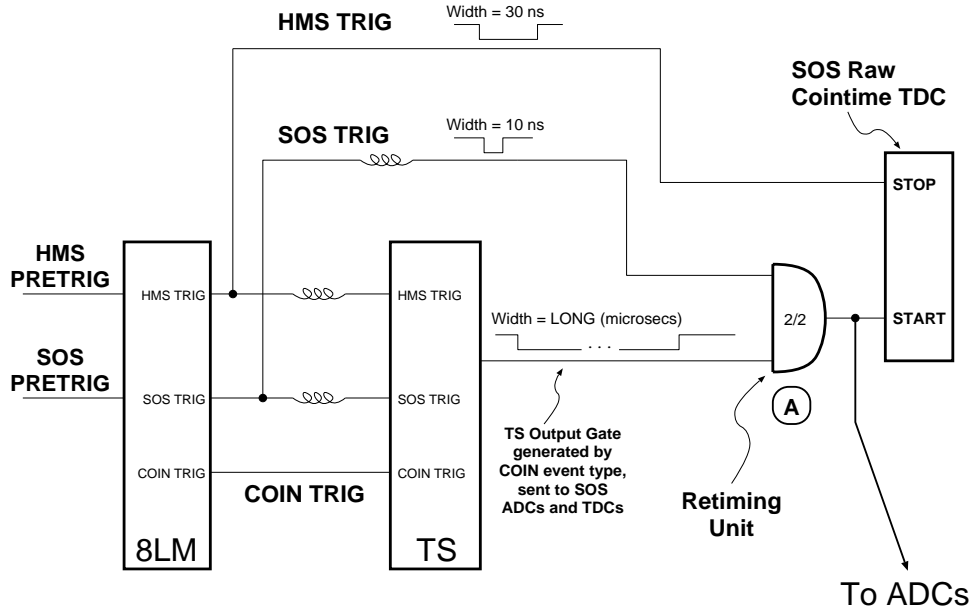 HMS TRIG
Width = 30 ns
SOS Raw
Cointime TDC
SOS TRIG
Width = 10 ns
STOP
HMS
PRETRIG
HMS TRIG
HMS TRIG
Width = LONG (microsecs)
. . .
2/2
START
SOS
PRETRIG
SOS TRIG
SOS TRIG
A
TS Output Gate
generated by
COIN event type,
sent to SOS
ADCs and TDCs
COIN TRIG
COIN TRIG
COIN TRIG
Retiming
Unit
8LM
TS
To ADCs